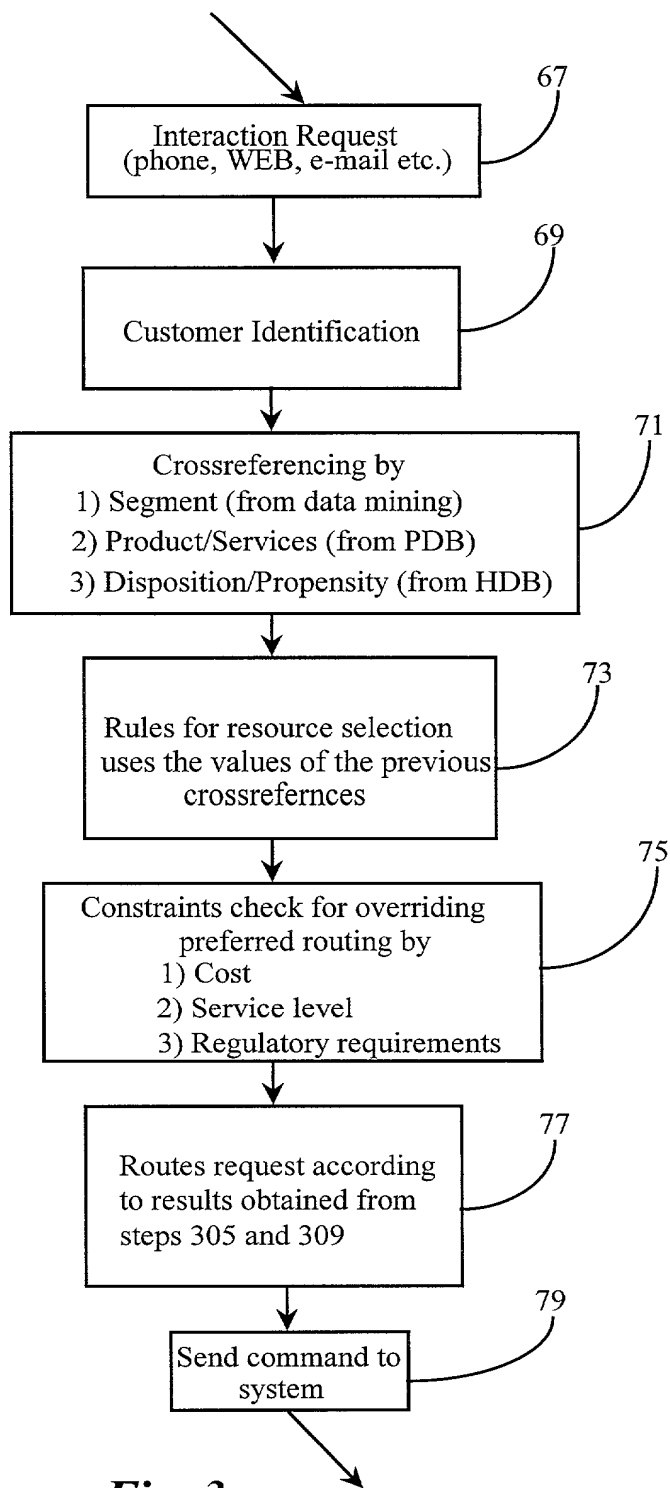 67
Interaction Request
(phone, WEB, e-mail etc.)
69
Customer Identification
71
Crossreferencing by
1) Segment (from data mining)
2) Product/Services (from PDB)
3) Disposition/Propensity (from HDB)
73
Rules for resource selection
uses the values of the previous
crossrefernces
75
Constraints check for overriding
preferred routing by
1) Cost
2) Service level
3) Regulatory requirements
77
Routes request according
to results obtained from
steps 305 and 309
79
Send command to
system
Fig. 3